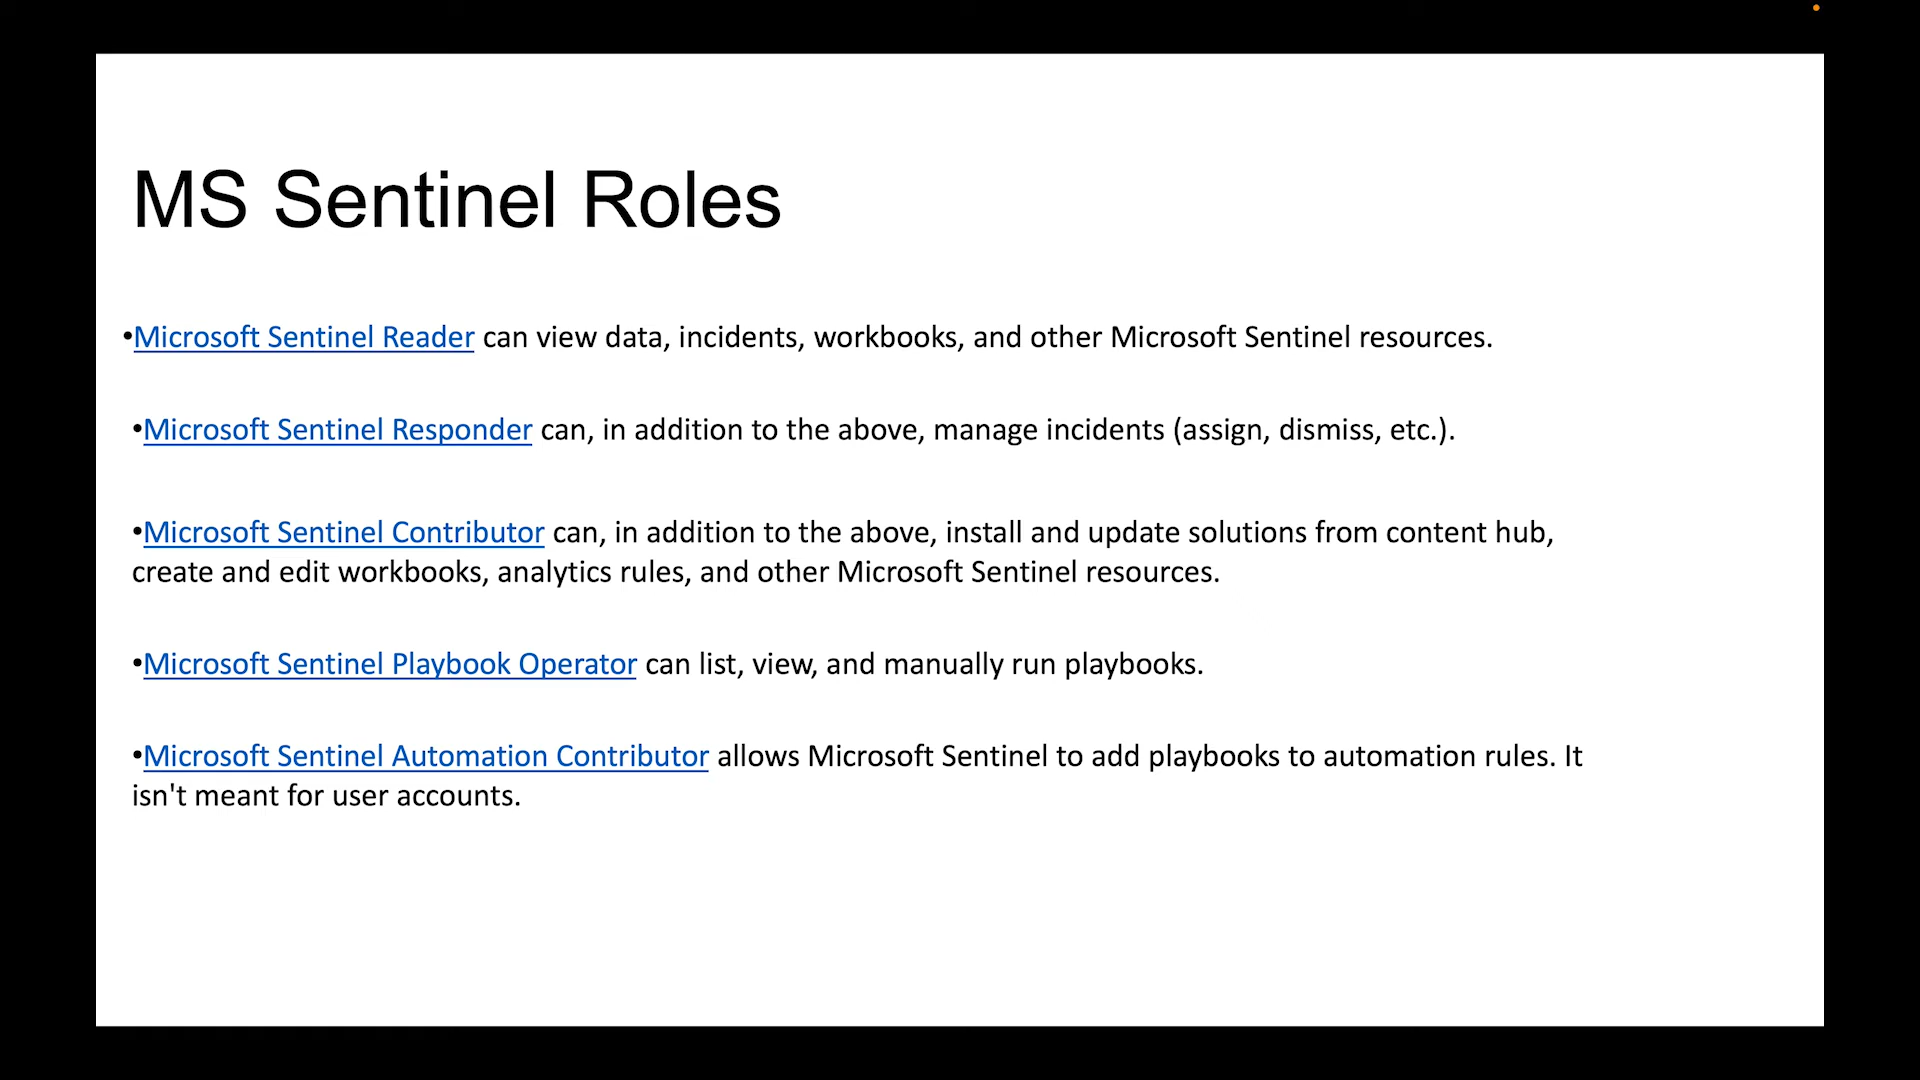 MS Sentinel Roles
•Microsoft Sentinel Reader can view data, incidents, workbooks, and other Microsoft Sentinel resources.
•Microsoft Sentinel Responder can, in addition to the above, manage incidents (assign, dismiss, etc.).
•Microsoft Sentinel Contributor can, in addition to the above, install and update solutions from content hub,
create and edit workbooks, analytics rules, and other Microsoft Sentinel resources.
•Microsoft Sentinel Playbook Operator can list, view, and manually run playbooks.
•Microsoft Sentinel Automation Contributor allows Microsoft Sentinel to add playbooks to automation rules. It
isn't meant for user accounts.